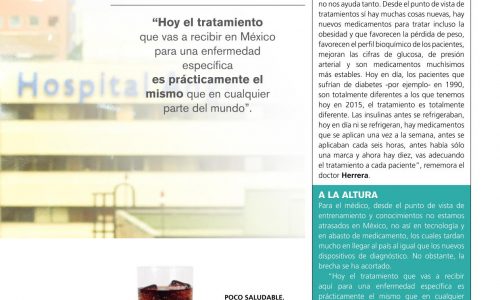 Hospital
“Hoy el tratamiento
que vas a recibir en México
para una enfermedad
específica
es prácticamente el
mismo que en cualquier
parte del mundo”.
POCO SALUDABLE.
no nos ayuda tanto. Desde el punto de vista de
tratamientos sí hay muchas cosas nuevas, hay
nuevos medicamentos para tratar incluso la
obesidad y que favorecen la pérdida de peso,
favorecen el perfil bioquímico de los pacientes,
mejoran las cifras de glucosa, de presión
arterial y son medicamentos muchísimos
más estables. Hoy en día, los pacientes que
sufrían de diabetes -por ejemplo- en 1990,
son totalmente diferentes a los que tenemos
hoy en 2015, el tratamiento es totalmente
diferente. Las insulinas antes se refrigeraban,
hoy en día ni se refrigeran, hay medicamentos
que se aplican una vez a la semana, antes se
aplicaban cada seis horas, antes había sólo
una marca y ahora hay diez, vas adecuando
el tratamiento a cada paciente”, rememora el
doctor Herrera.
A LA ALTURA
Para el médico, desde el punto de vista de
entrenamiento y conocimientos no estamos
atrasados en México, no así en tecnología y
en abasto de medicamento, los cuales tardan
mucho en llegar al país al igual que los nuevos
dispositivos de diagnóstico. No obstante, la
brecha se ha acortado.
“Hoy el tratamiento que vas a recibir
aquí para una enfermedad específica es
prácticamente el mismo que en cualquier